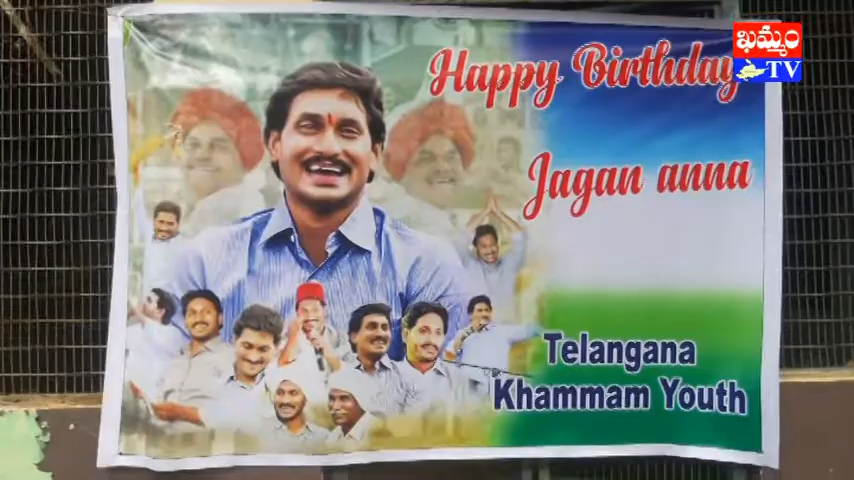 ఖమ్మం
TV
Happy Birthday
Jagan anna
Telangana
Khammam Youth